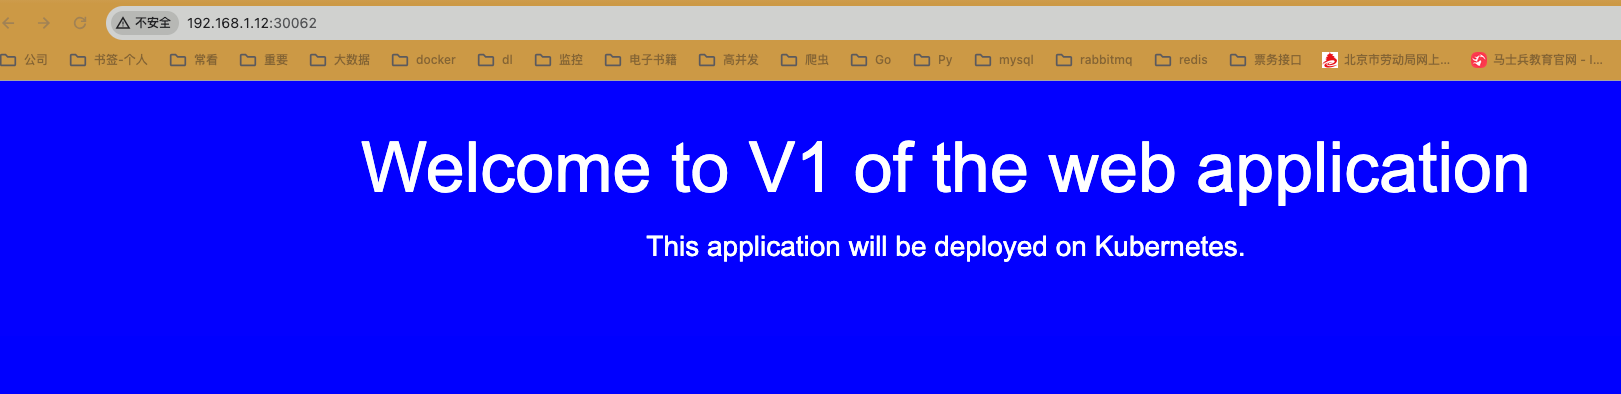 不安全 192.168.1.12:30062
公司 书签-个人 常看 重要 大数据 docker dl 监控 电子书籍 高并发 爬虫 Go Py mysql rabbitmq redis 票务接口 北京市劳动局网上... 马士兵教育官网 - I...
Welcome to V1 of the web application
This application will be deployed on Kubernetes.